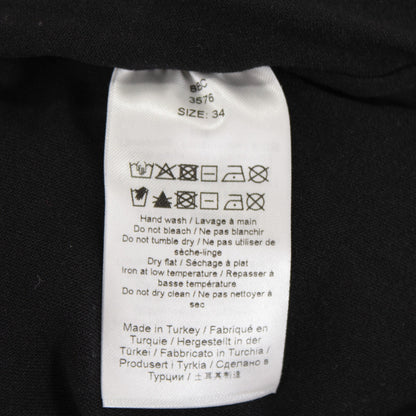 BBC
3576
SIZE: 34
Hand wash / Lavage à main
Do not bleach / Ne pas blanchir
Do not tumble dry / Ne pas utiliser de
sèche-linge
Dry flat / Séchage à plat
Iron at low temperature / Repasser à
basse température
Do not dry clean / Ne pas nettoyer à
sec
Made in Turkey / Fabriqué en
Turquie / Hergestellt in der
Türkei / Fabbricato in Turchia /
Produsert i Tyrkia / Сделано в
Турции / 土耳其制造